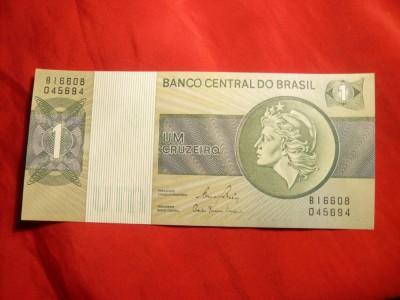 B16608
045694
BANCO CENTRAL DO BRASIL
1
1
UM
CRUZEIRO
UM
B16608
045694